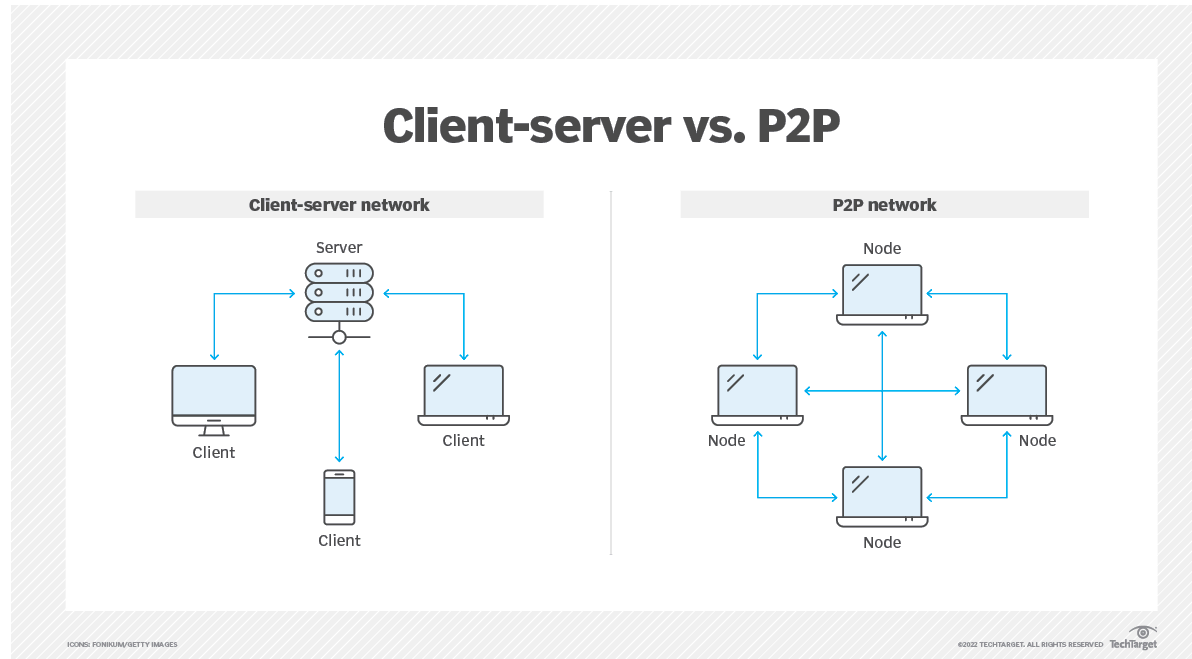 Client-server vs. P2P
Client-server network
Server
Client
Client
Client
P2P network
Node
Node
Node
Node
ICONS: FONIKUM/GETTY IMAGES
©2022 TECHTARGET. ALL RIGHTS RESERVED
TechTarget